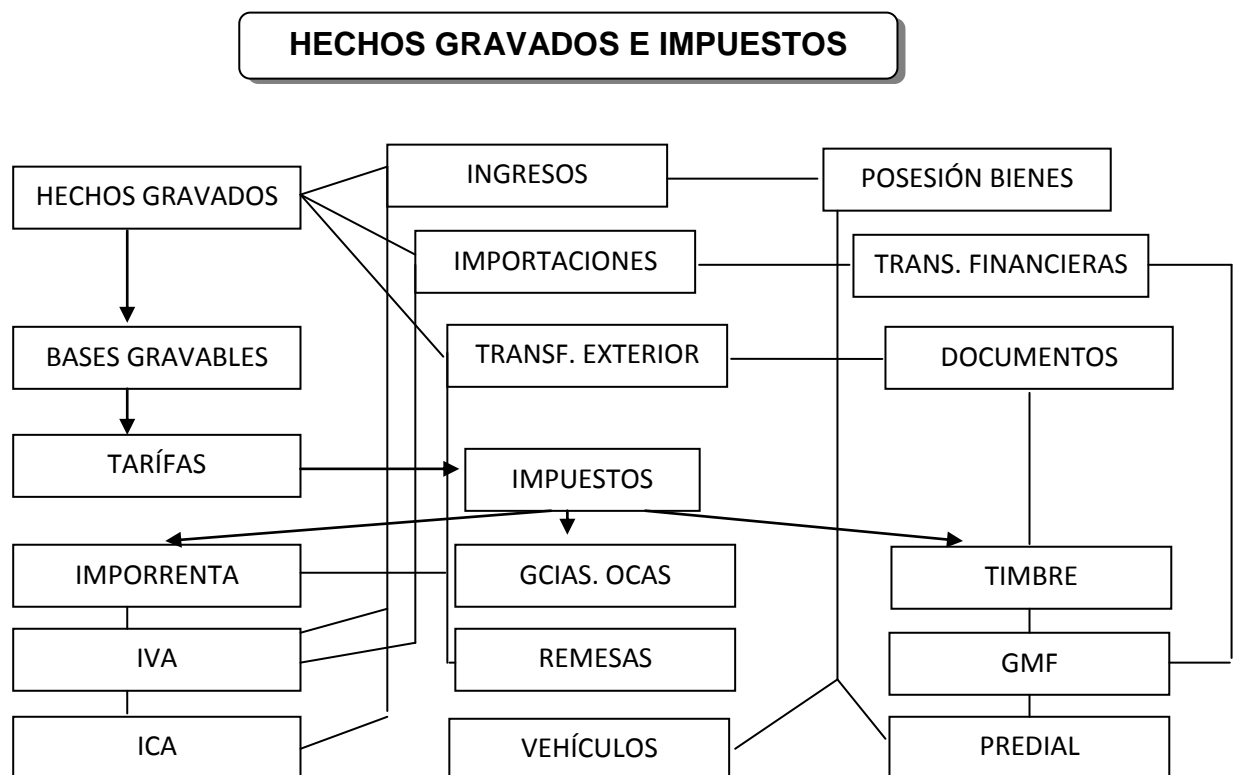 HECHOS GRAVADOS E IMPUESTOS
HECHOS GRAVADOS
INGRESOS
POSESIÓN BIENES
IMPORTACIONES
TRANS. FINANCIERAS
BASES GRAVABLES
TRANSF. EXTERIOR
DOCUMENTOS
TARÍFAS
IMPUESTOS
IMPORRENTA
GCIAS. OCAS
TIMBRE
IVA
REMESAS
GMF
ICA
VEHÍCULOS
PREDIAL